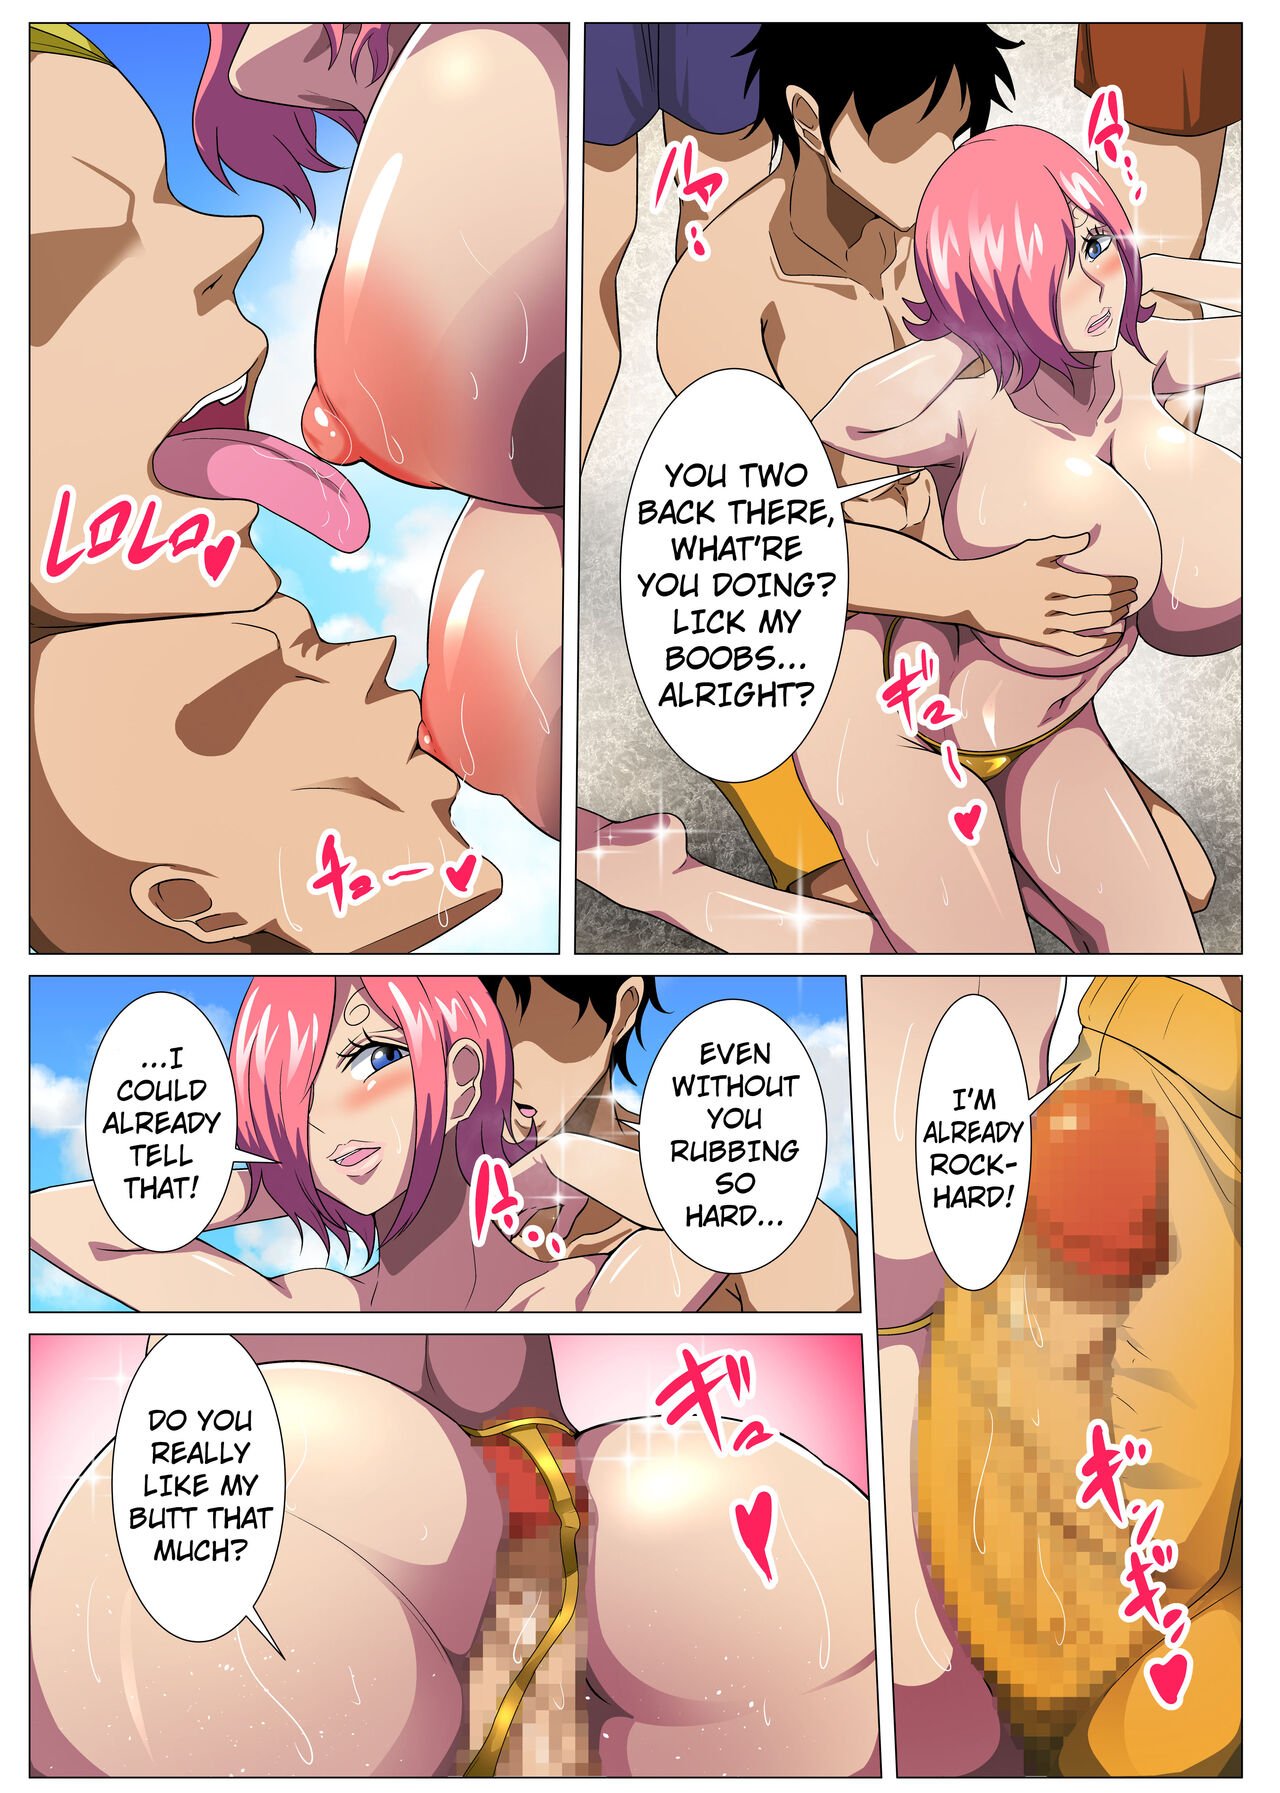 ハァ…
YOU TWO
BACK THERE,
WHAT'RE
YOU DOING?
LICK MY
BOOBS...
ALRIGHT?
ギュー
レロレロ
チュー
I'M
ALREADY
ROCK-
HARD!
ギンギン
EVEN
WITHOUT
YOU
RUBBING
SO
HARD...
...I
COULD
ALREADY
TELL
THAT!
ギュ
DO YOU
REALLY
LIKE MY
BUTT THAT
MUCH?